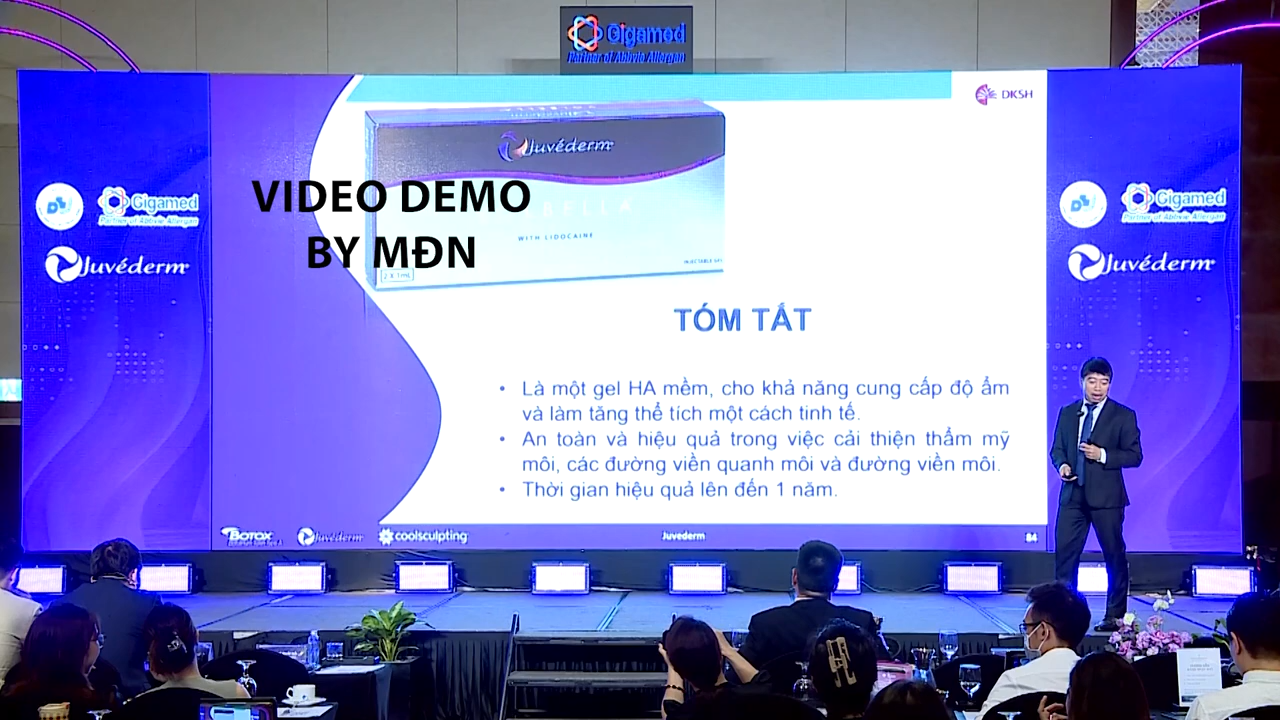 Gigamed
Partner of Abbvie Allergan
DKSH
Juvéderm
VIDEO DEMO
BY MĐN
WITH LIDOCAINE
2 X 1mL
Gigamed
Partner of Abbvie Allergan
Juvéderm
Gigamed
Partner of Abbvie Allergan
Juvéderm
TÓM TẮT
• Là một gel HA mềm, cho khả năng cung cấp độ ẩm
và làm tăng thể tích một cách tinh tế.
• An toàn và hiệu quả trong việc cải thiện thẩm mỹ
môi, các đường viền quanh môi và đường viền môi.
• Thời gian hiệu quả lên đến 1 năm.
BOTOX
Juvéderm
coolsculpting
Juvederm
84